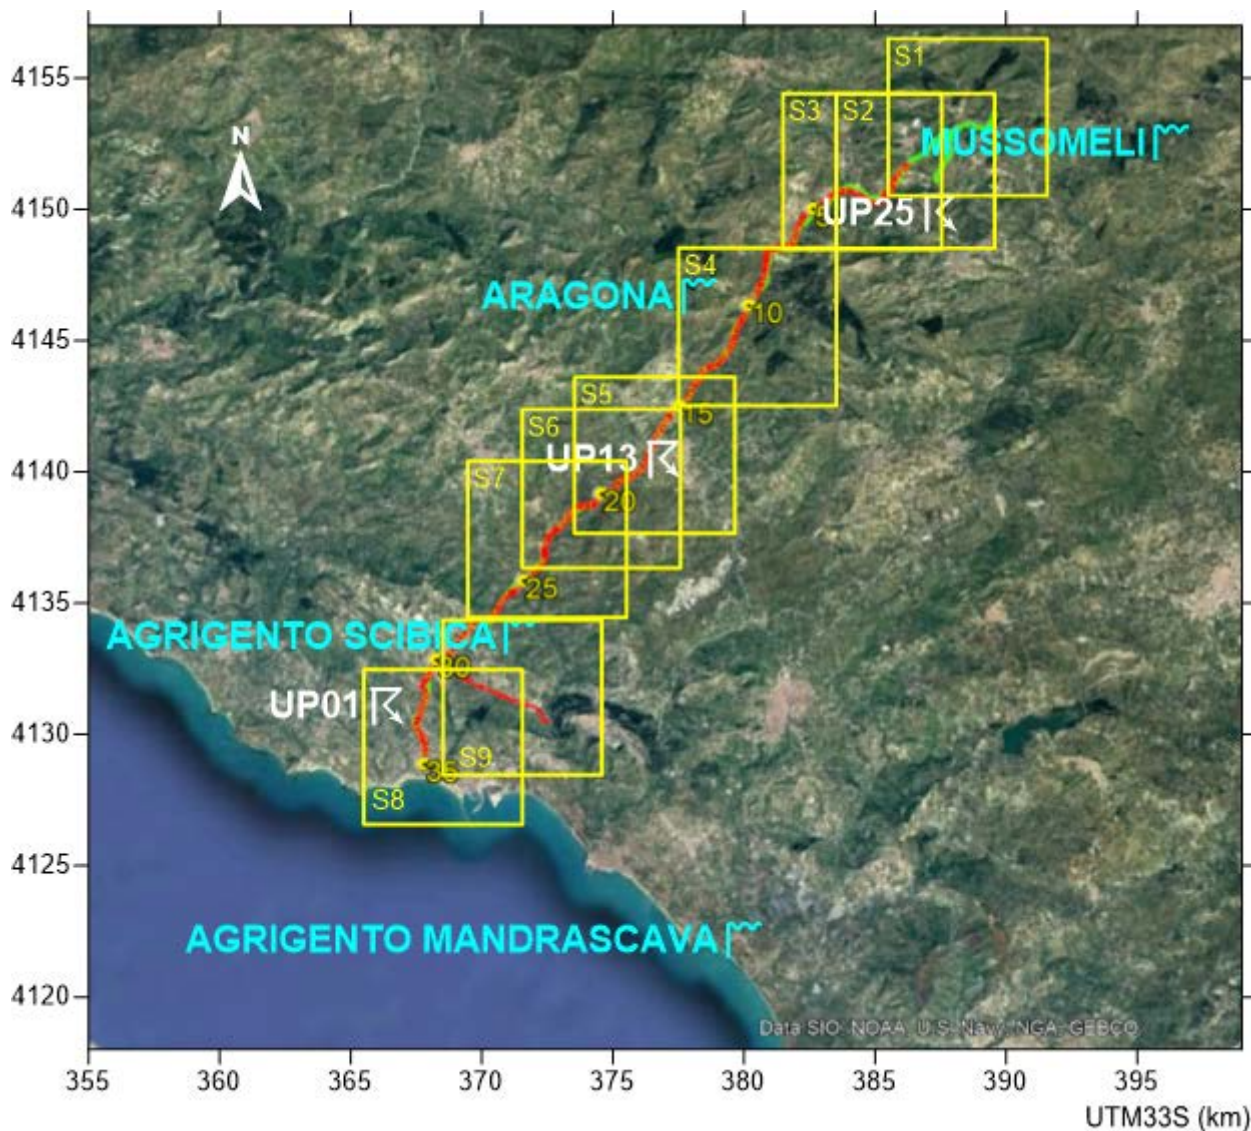 4155
S1
N
S3
S2
MUSSOMELI
4150
5
UP25
S4
ARAGONA
10
4145
S5
15
S6
UP13
4140
S7
20
25
4135
AGRIGENTO SCIBICA
30
UP01
4130
S9
35
S8
4125
AGRIGENTO MANDRASCAVA
4120
Data SIO, NOAA, U.S. Navy, NGA, GEBCO
355 360 365 370 375 380 385 390 395
UTM33S (km)